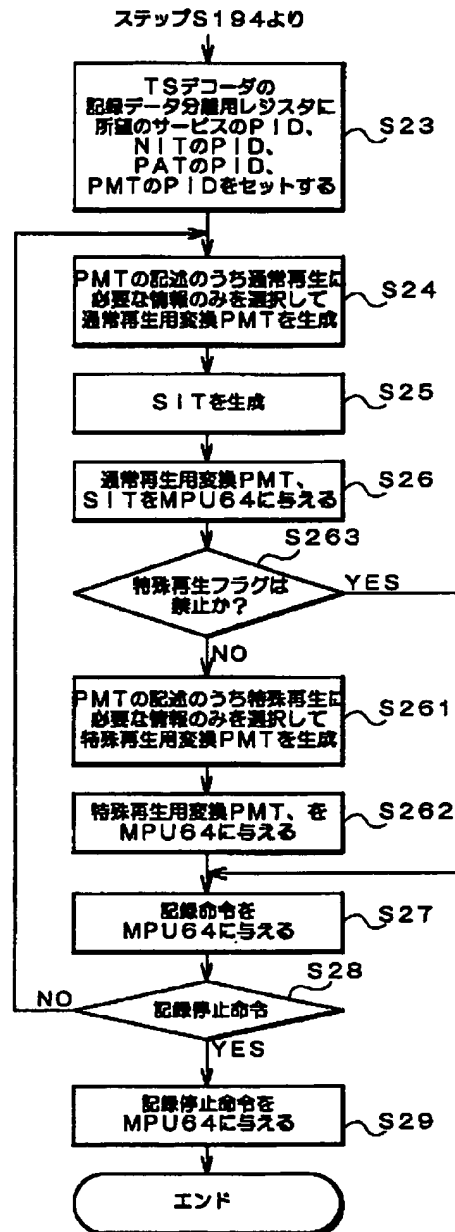 ステップS194より
TSデコーダの
記録データ分離用レジスタに
所望のサービスのPID、
NITのPID、
PATのPID、
PMTのPIDをセットする
S23
PMTの記述のうち通常再生に
必要な情報のみを選択して
通常再生用変換PMTを生成
S24
SITを生成
S25
通常再生用変換PMT、
SITをMPU64に与える
S26
S263
特殊再生フラグは
禁止か?
YES
NO
PMTの記述のうち特殊再生に
必要な情報のみを選択して
特殊再生用変換PMTを生成
S261
特殊再生用変換PMT、を
MPU64に与える
S262
記録命令を
MPU64に与える
S27
S28
NO
記録停止命令
YES
記録停止命令を
MPU64に与える
S29
エンド